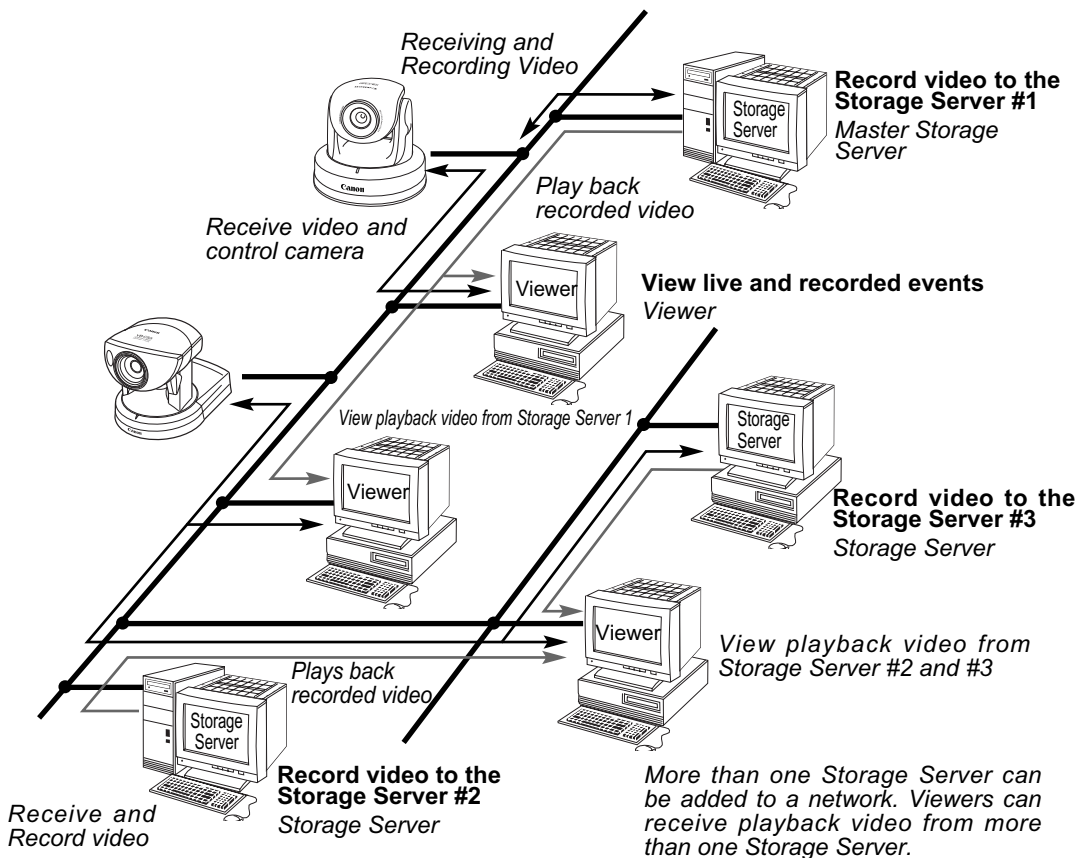 Receiving and
Recording Video
Storage
Server
Record video to the
Storage Server #1
Master Storage
Server
Canon
Play back
recorded video
Receive video and
control camera
Viewer
View live and recorded events
Viewer
View playback video from Storage Server 1
Canon
Storage
Server
Viewer
Record video to the
Storage Server #3
Storage Server
Viewer
View playback video from
Storage Server #2 and #3
Plays back
recorded video
Storage
Server
Record video to the
Storage Server #2
Storage Server
Receive and
Record video
More than one Storage Server can
be added to a network. Viewers can
receive playback video from more
than one Storage Server.